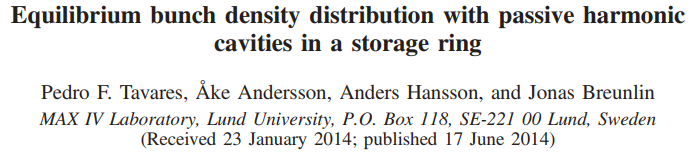 Equilibrium bunch density distribution with passive harmonic
cavities in a storage ring
Pedro F. Tavares, Åke Andersson, Anders Hansson, and Jonas Breunlin
MAX IV Laboratory, Lund University, P.O. Box 118, SE-221 00 Lund, Sweden
(Received 23 January 2014; published 17 June 2014)